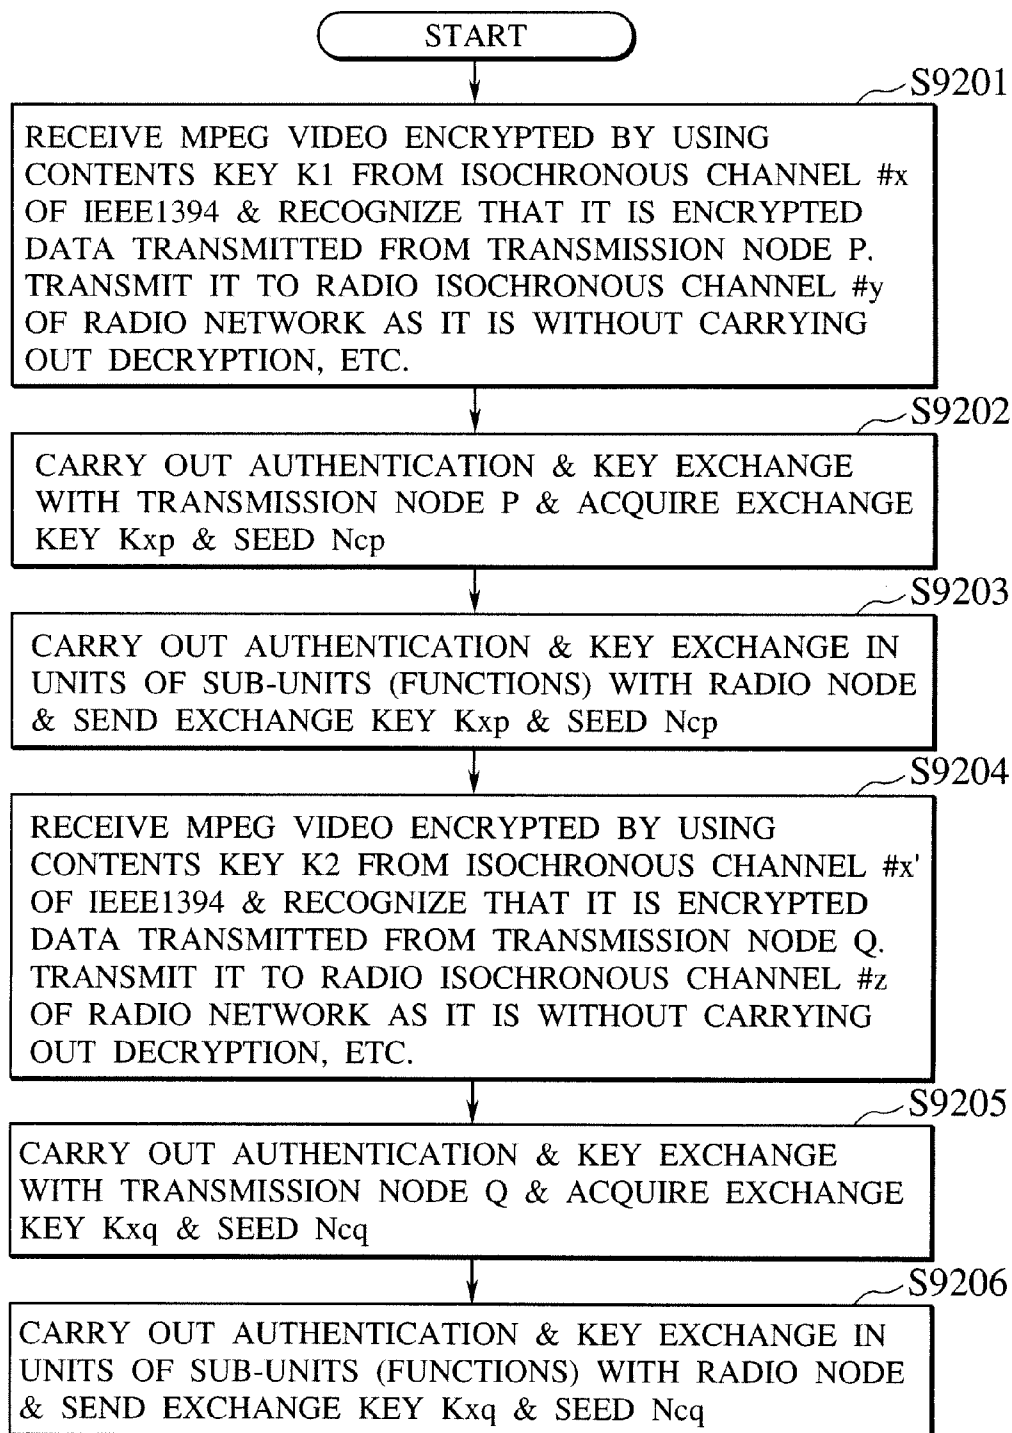 START
S9201
RECEIVE MPEG VIDEO ENCRYPTED BY USING
CONTENTS KEY K1 FROM ISOCHRONOUS CHANNEL #x
OF IEEE1394 & RECOGNIZE THAT IT IS ENCRYPTED
DATA TRANSMITTED FROM TRANSMISSION NODE P.
TRANSMIT IT TO RADIO ISOCHRONOUS CHANNEL #y
OF RADIO NETWORK AS IT IS WITHOUT CARRYING
OUT DECRYPTION, ETC.
S9202
CARRY OUT AUTHENTICATION & KEY EXCHANGE
WITH TRANSMISSION NODE P & ACQUIRE EXCHANGE
KEY Kxp & SEED Ncp
S9203
CARRY OUT AUTHENTICATION & KEY EXCHANGE IN
UNITS OF SUB-UNITS (FUNCTIONS) WITH RADIO NODE
& SEND EXCHANGE KEY Kxp & SEED Ncp
S9204
RECEIVE MPEG VIDEO ENCRYPTED BY USING
CONTENTS KEY K2 FROM ISOCHRONOUS CHANNEL #x'
OF IEEE1394 & RECOGNIZE THAT IT IS ENCRYPTED
DATA TRANSMITTED FROM TRANSMISSION NODE Q.
TRANSMIT IT TO RADIO ISOCHRONOUS CHANNEL #z
OF RADIO NETWORK AS IT IS WITHOUT CARRYING
OUT DECRYPTION, ETC.
S9205
CARRY OUT AUTHENTICATION & KEY EXCHANGE
WITH TRANSMISSION NODE Q & ACQUIRE EXCHANGE
KEY Kxq & SEED Ncq
S9206
CARRY OUT AUTHENTICATION & KEY EXCHANGE IN
UNITS OF SUB-UNITS (FUNCTIONS) WITH RADIO NODE
& SEND EXCHANGE KEY Kxq & SEED Ncq